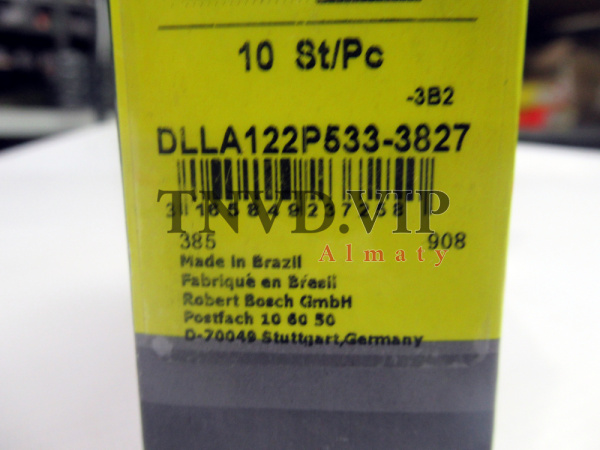 10 St/Pc
-3B2
DLLA122P533-3827
TNVD.VIP
385
908
Almaty
Made in Brazil
Fabriqué en Brésil
Robert Bosch GmbH
Postfach 10 60 50
D-70049 Stuttgart,Germany